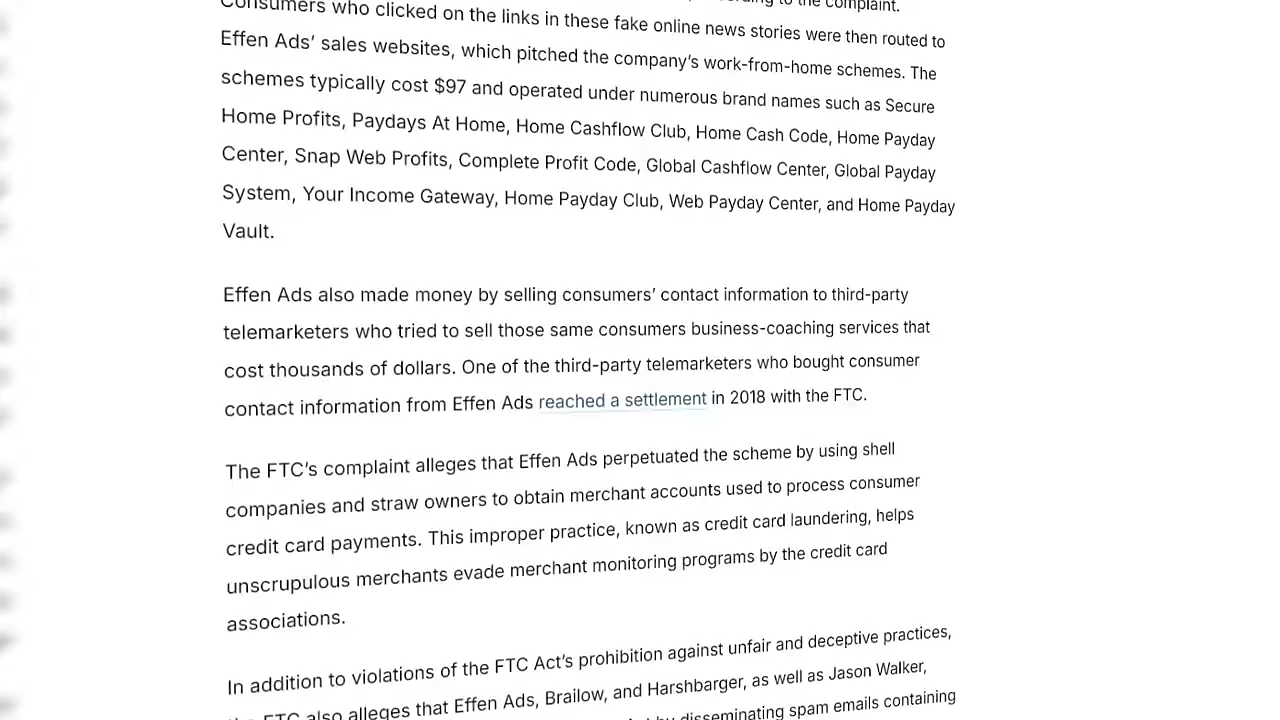 to the complaint.
Consumers who clicked on the links in these fake online news stories were then routed to
Effen Ads’ sales websites, which pitched the company’s work-from-home schemes. The
schemes typically cost $97 and operated under numerous brand names such as Secure
Home Profits, Paydays At Home, Home Cashflow Club, Home Cash Code, Home Payday
Center, Snap Web Profits, Complete Profit Code, Global Cashflow Center, Global Payday
System, Your Income Gateway, Home Payday Club, Web Payday Center, and Home Payday
Vault.
Effen Ads also made money by selling consumers’ contact information to third-party
telemarketers who tried to sell those same consumers business-coaching services that
cost thousands of dollars. One of the third-party telemarketers who bought consumer
contact information from Effen Ads reached a settlement in 2018 with the FTC.
The FTC’s complaint alleges that Effen Ads perpetuated the scheme by using shell
companies and straw owners to obtain merchant accounts used to process consumer
credit card payments. This improper practice, known as credit card laundering, helps
unscrupulous merchants evade merchant monitoring programs by the credit card
associations.
In addition to violations of the FTC Act’s prohibition against unfair and deceptive practices,
the FTC also alleges that Effen Ads, Brailow, and Harshbarger, as well as Jason Walker,
by disseminating spam emails containing